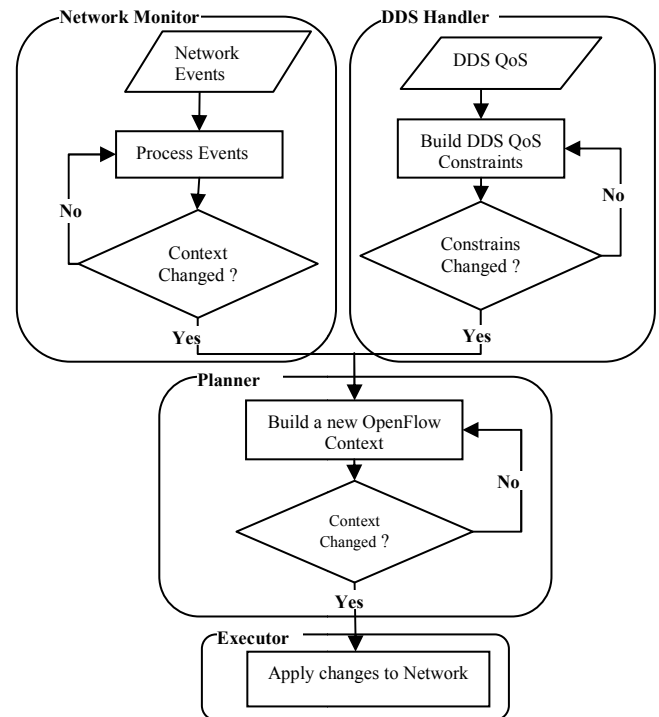 Network Monitor
Network
Events
Process Events
No
Context
Changed ?
Yes
DDS Handler
DDS QoS
Build DDS QoS
Constraints
No
Constrains
Changed ?
Yes
Planner
Build a new OpenFlow
Context
No
Context
Changed ?
Yes
Executor
Apply changes to Network